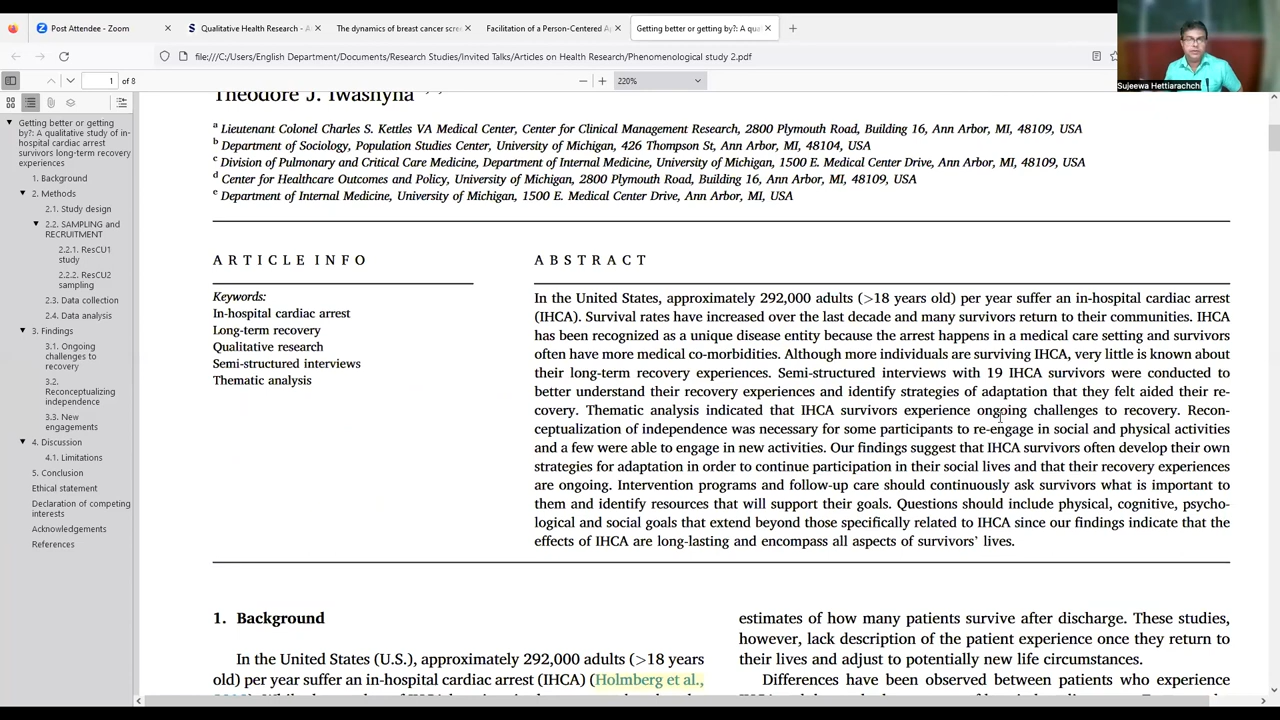 Post Attendee - Zoom
Qualitative Health Research -
The dynamics of breast cancer scre
Facilitation of a Person-Centered A
Getting better or getting by?: A qua
file:///C:/Users/English Department/Documents/Research Studies/Invited Talks/Articles on Health Research/Phenomenological study 2.pdf
1 of 8
220%
Sujeewa Hettiarachchi
Getting better or getting
by?: A qualitative study of in-
hospital cardiac arrest
survivors long-term recovery
experiences
1. Background
2. Methods
2.1. Study design
2.2. SAMPLING and
RECRUITMENT
2.2.1. ResCU1
study
2.2.2. ResCU2
sampling
2.3. Data collection
2.4. Data analysis
3. Findings
3.1. Ongoing
challenges to
recovery
3.2.
Reconceptualizing
independence
3.3. New
engagements
4. Discussion
4.1. Limitations
5. Conclusion
Ethical statement
Declaration of competing
interests
Acknowledgements
References
Theodore J. Iwashyna
a Lieutenant Colonel Charles S. Kettles VA Medical Center, Center for Clinical Management Research, 2800 Plymouth Road, Building 16, Ann Arbor, MI, 48109, USA
b Department of Sociology, Population Studies Center, University of Michigan, 426 Thompson St, Ann Arbor, MI, 48104, USA
c Division of Pulmonary and Critical Care Medicine, Department of Internal Medicine, University of Michigan, 1500 E. Medical Center Drive, Ann Arbor, MI, 48109, USA
d Center for Healthcare Outcomes and Policy, University of Michigan, 2800 Plymouth Road, Building 16, Ann Arbor, MI, 48109, USA
e Department of Internal Medicine, University of Michigan, 1500 E. Medical Center Drive, Ann Arbor, MI, USA
ARTICLE INFO
Keywords:
In-hospital cardiac arrest
Long-term recovery
Qualitative research
Semi-structured interviews
Thematic analysis
ABSTRACT
In the United States, approximately 292,000 adults (>18 years old) per year suffer an in-hospital cardiac arrest
(IHCA). Survival rates have increased over the last decade and many survivors return to their communities. IHCA
has been recognized as a unique disease entity because the arrest happens in a medical care setting and survivors
often have more medical co-morbidities. Although more individuals are surviving IHCA, very little is known about
their long-term recovery experiences. Semi-structured interviews with 19 IHCA survivors were conducted to
better understand their recovery experiences and identify strategies of adaptation that they felt aided their re-
covery. Thematic analysis indicated that IHCA survivors experience ongoing challenges to recovery. Recon-
ceptualization of independence was necessary for some participants to re-engage in social and physical activities
and a few were able to engage in new activities. Our findings suggest that IHCA survivors often develop their own
strategies for adaptation in order to continue participation in their social lives and that their recovery experiences
are ongoing. Intervention programs and follow-up care should continuously ask survivors what is important to
them and identify resources that will support their goals. Questions should include physical, cognitive, psycho-
logical and social goals that extend beyond those specifically related to IHCA since our findings indicate that the
effects of IHCA are long-lasting and encompass all aspects of survivors' lives.
1. Background
In the United States (U.S.), approximately 292,000 adults (>18 years
old) per year suffer an in-hospital cardiac arrest (IHCA) (Holmberg et al.,
estimates of how many patients survive after discharge. These studies,
however, lack description of the patient experience once they return to
their lives and adjust to potentially new life circumstances.
Differences have been observed between patients who experience